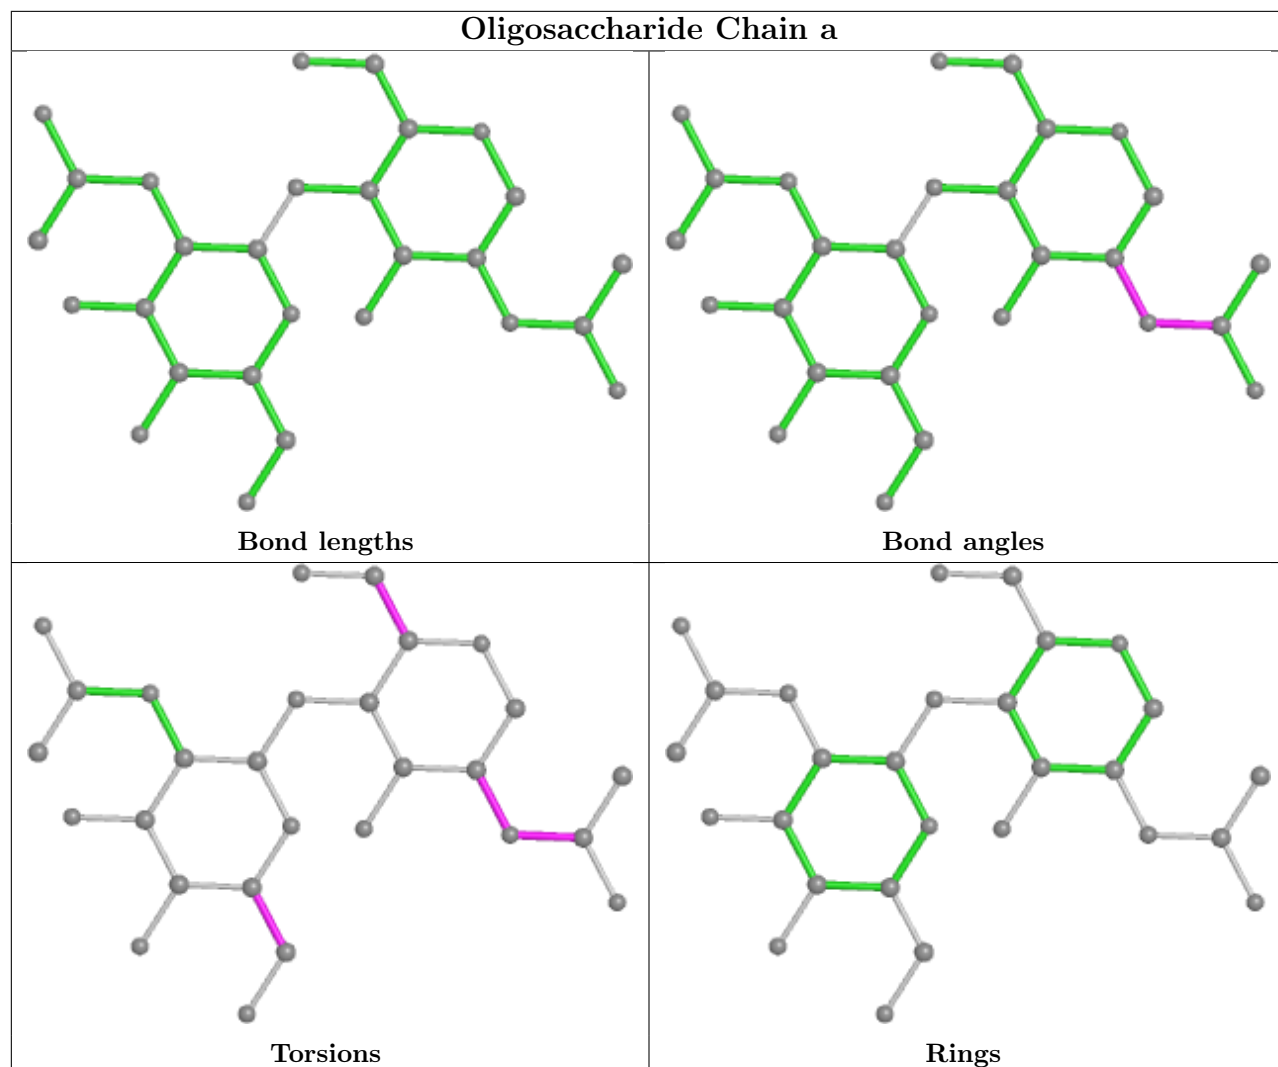 Oligosaccharide Chain a
Bond lengths
Bond angles
Torsions
Rings